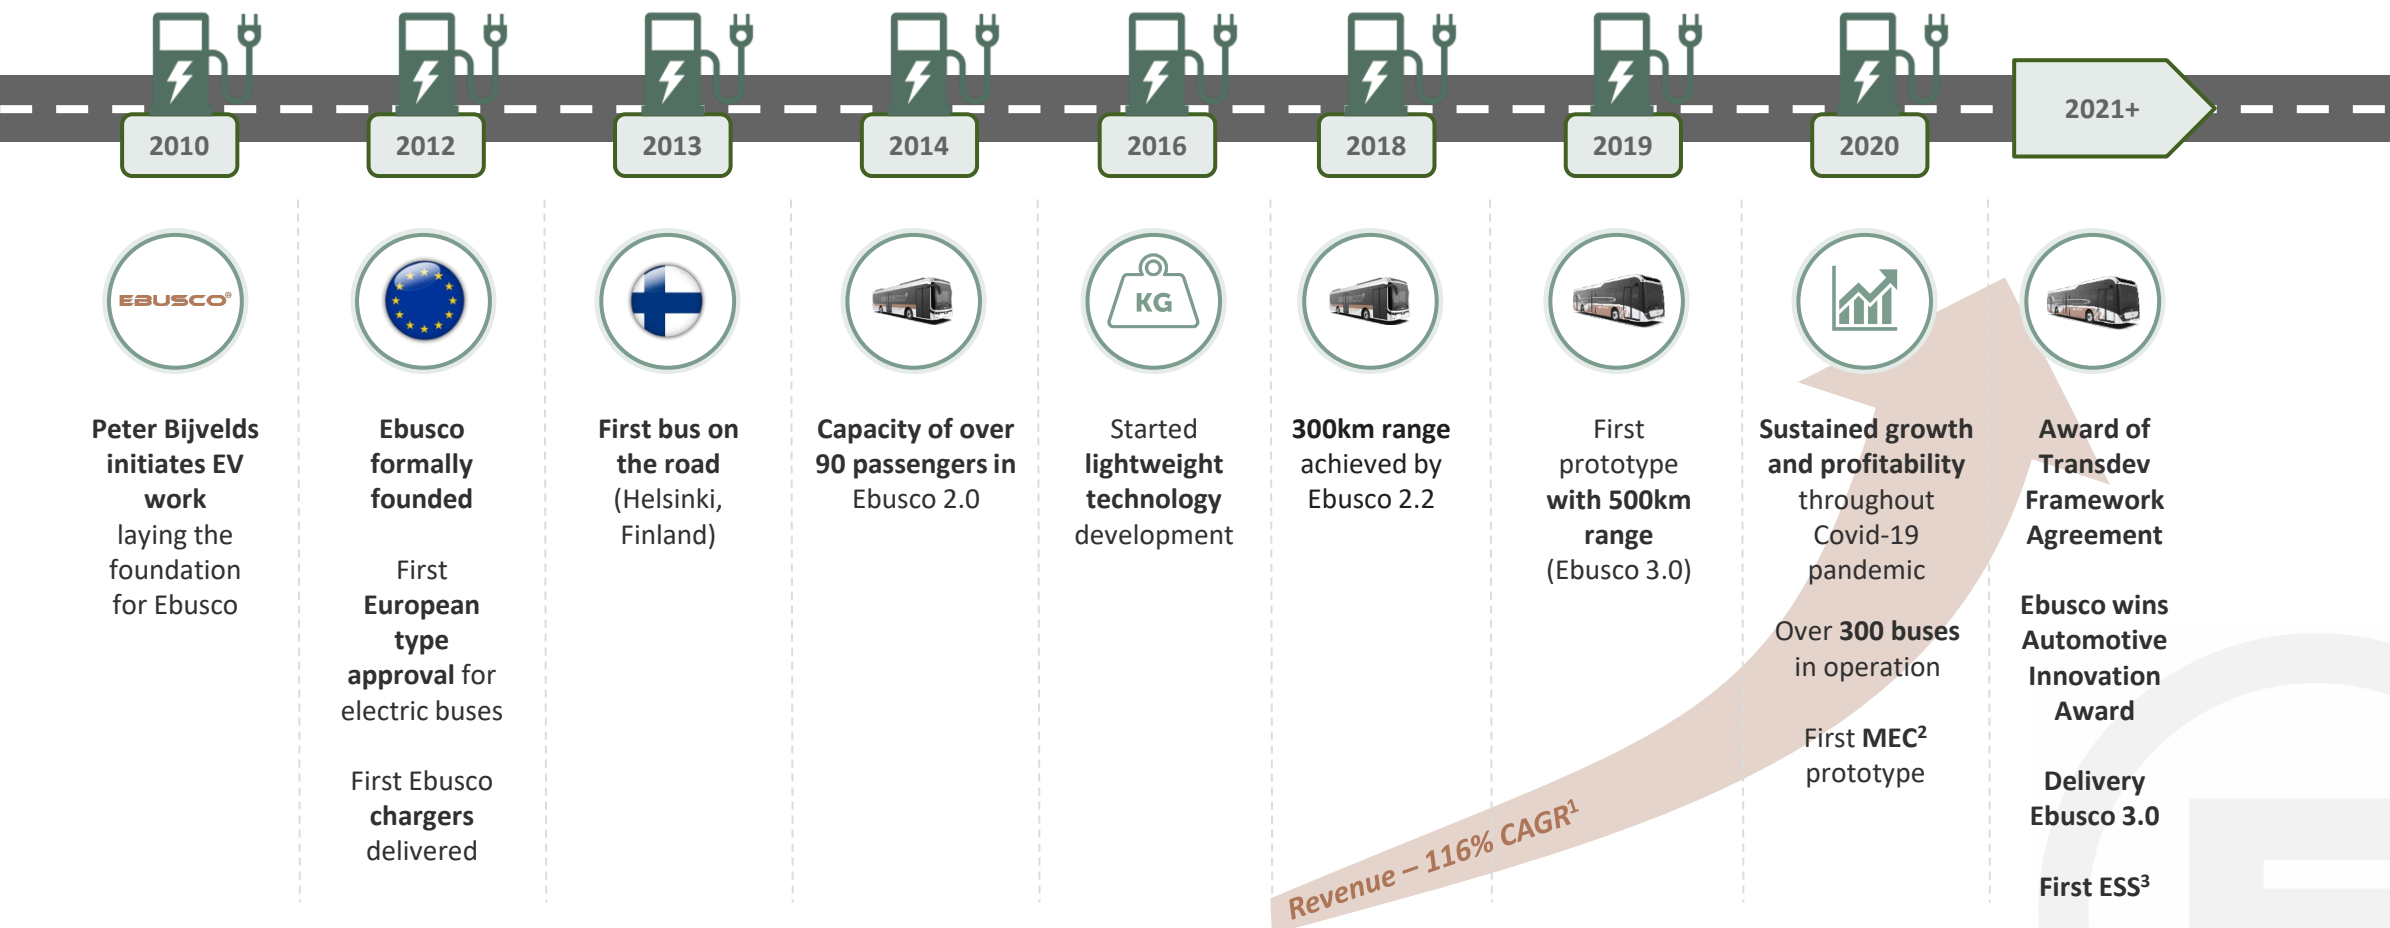 2010
2012
2013
2014
2016
2018
2019
2020
2021+
EBUSCO®
KG
Peter Bijvelds
initiates EV
work
laying the
foundation
for Ebusco
Ebusco
formally
founded
First
European
type
approval for
electric buses
First Ebusco
chargers
delivered
First bus on
the road
(Helsinki,
Finland)
Capacity of over
90 passengers in
Ebusco 2.0
Started
lightweight
technology
development
300km range
achieved by
Ebusco 2.2
First
prototype
with 500km
range
(Ebusco 3.0)
Sustained growth
and profitability
throughout
Covid-19
pandemic
Over 300 buses
in operation
First MEC²
prototype
Award of
Transdev
Framework
Agreement
Ebusco wins
Automotive
Innovation
Award
Delivery
Ebusco 3.0
First ESS³
Revenue – 116% CAGR¹